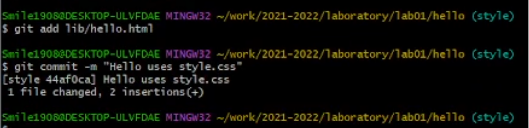 Smile1908@DESKTOP-ULVFDAE MINGW32 ~/work/2021-2022/laboratory/lab01/hello (style)
$ git add lib/hello.html
Smile1908@DESKTOP-ULVFDAE MINGW32 ~/work/2021-2022/laboratory/lab01/hello (style)
$ git commit -m "Hello uses style.css"
[style 44af0ca] Hello uses style.css
1 file changed, 2 insertions(+)
Smile1908@DESKTOP-ULVFDAE MINGW32 ~/work/2021-2022/laboratory/lab01/hello (style)